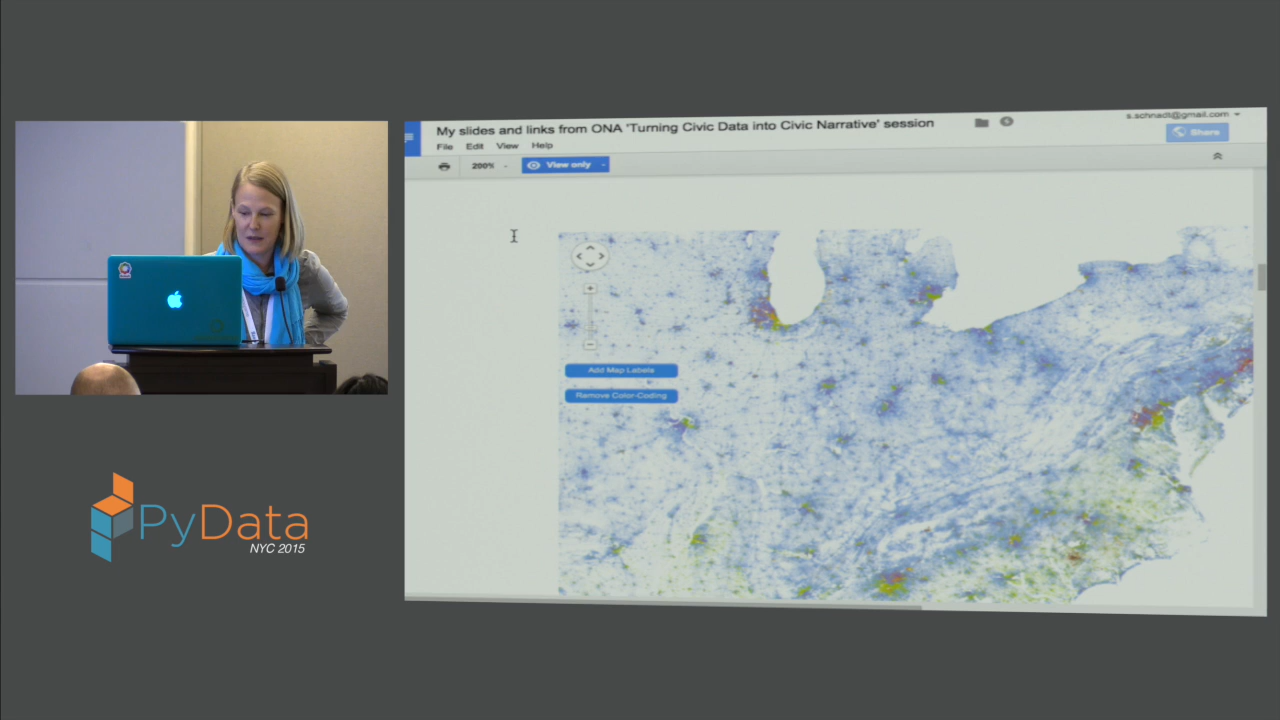 My slides and links from ONA 'Turning Civic Data into Civic Narrative' session
s.schnadt@gmail.com
File Edit View Help
Share
200%
View only
Add Map Labels
Remove Color-Coding
PyData
NYC 2015